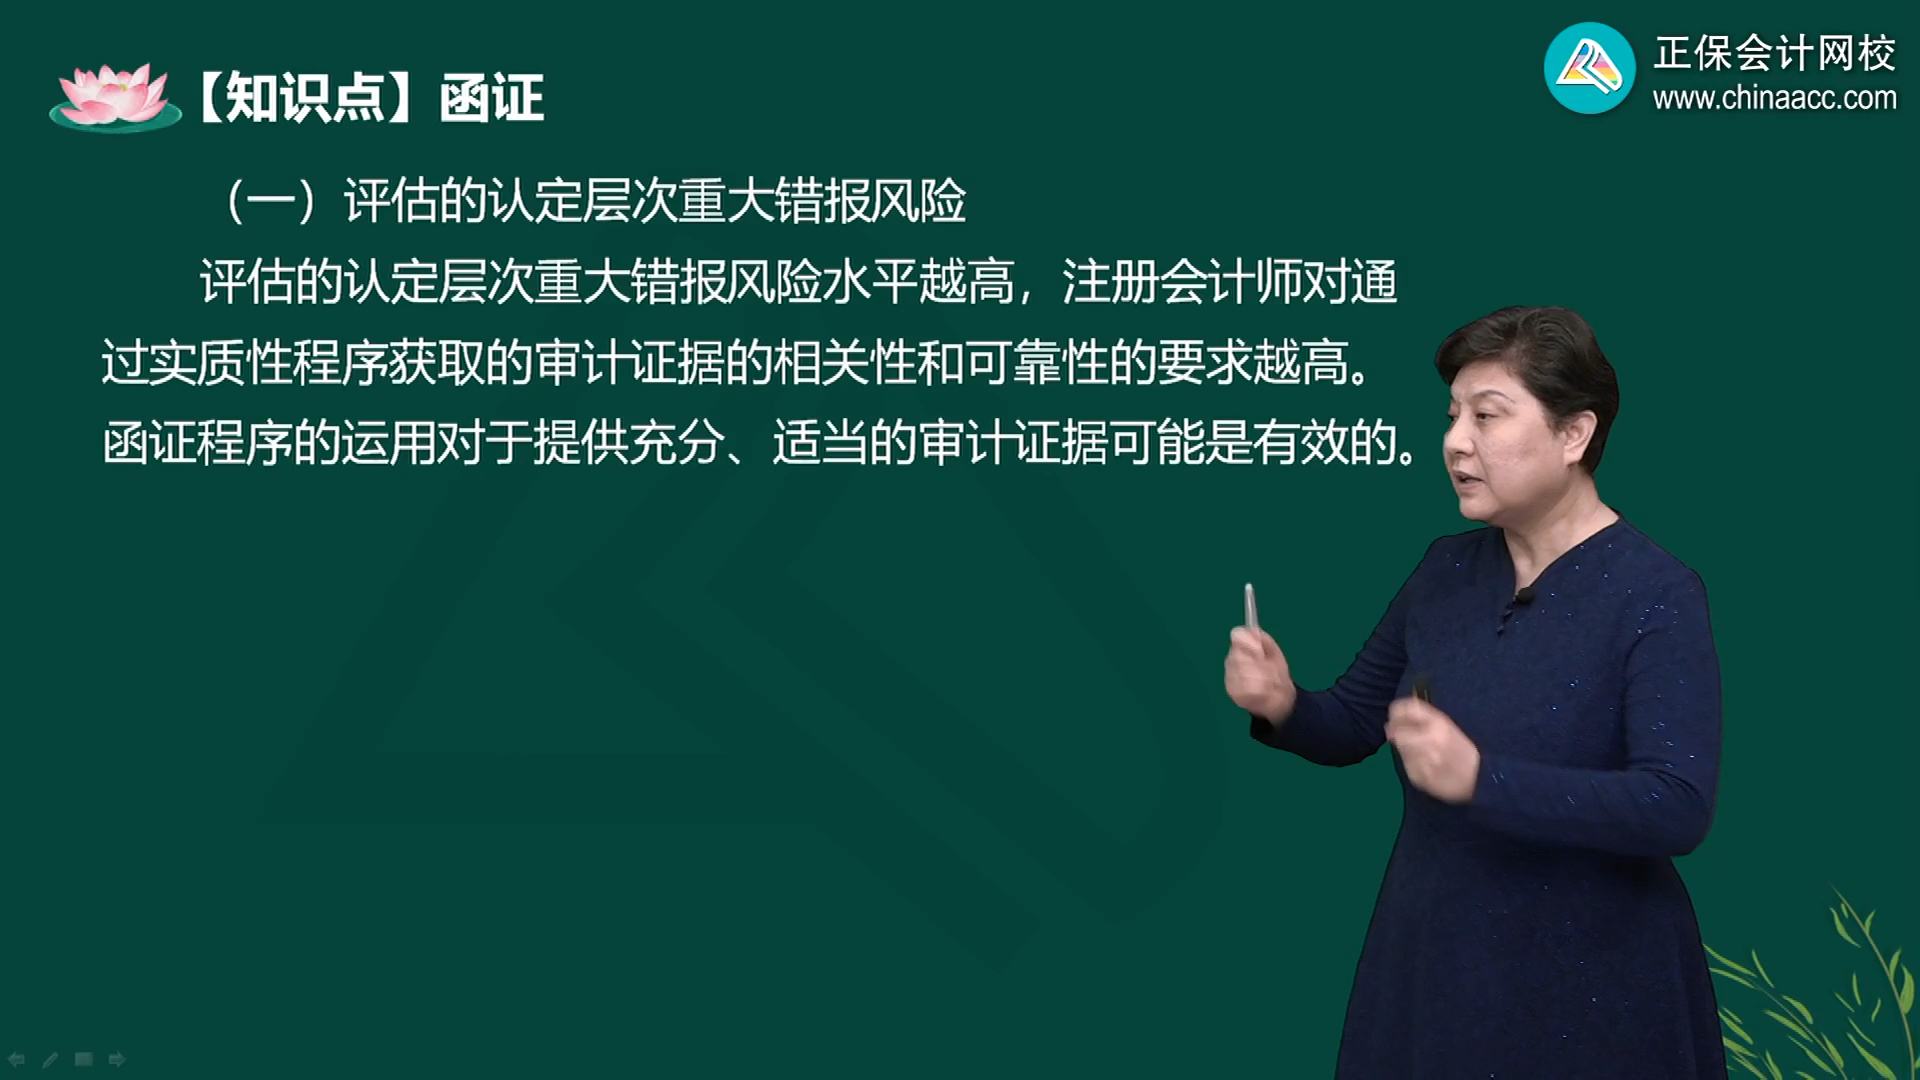 【知识点】函证
正保会计网校
www.chinaacc.com
（一）评估的认定层次重大错报风险
评估的认定层次重大错报风险水平越高，注册会计师对通
过实质性程序获取的审计证据的相关性和可靠性的要求越高。
函证程序的运用对于提供充分、适当的审计证据可能是有效的。